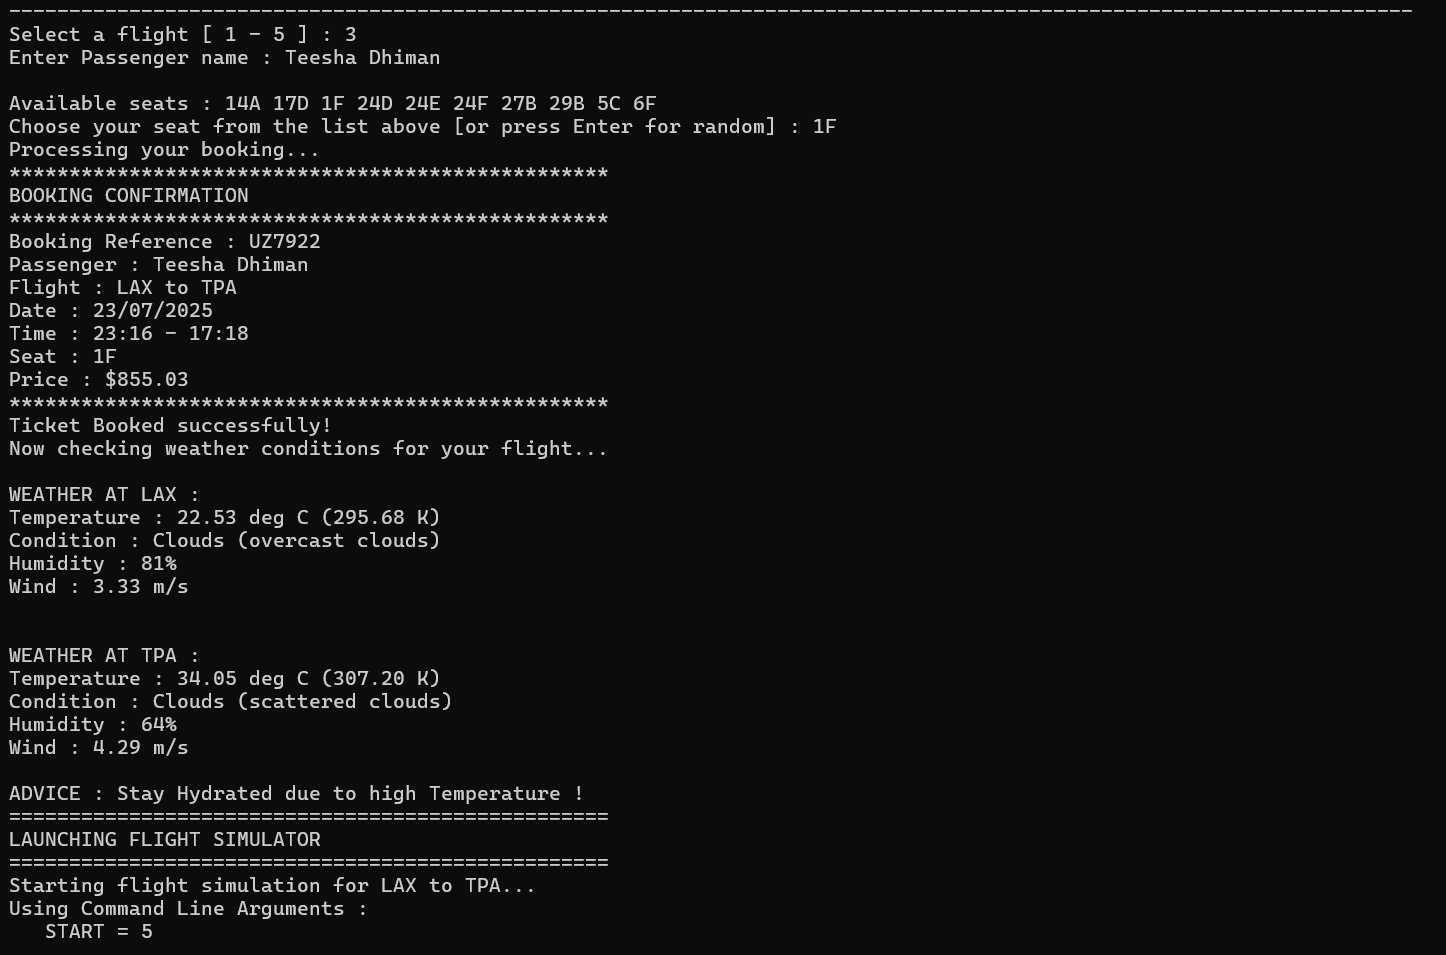 ------------------------------------------------------------------------------------------------------------------------
Select a flight [ 1 - 5 ] : 3
Enter Passenger name : Teesha Dhiman
Available seats : 14A 17D 1F 24D 24E 24F 27B 29B 5C 6F
Choose your seat from the list above [or press Enter for random] : 1F
Processing your booking...
**************************************************
BOOKING CONFIRMATION
**************************************************
Booking Reference : UZ7922
Passenger : Teesha Dhiman
Flight : LAX to TPA
Date : 23/07/2025
Time : 23:16 - 17:18
Seat : 1F
Price : $855.03
**************************************************
Ticket Booked successfully!
Now checking weather conditions for your flight...
WEATHER AT LAX :
Temperature : 22.53 deg C (295.68 K)
Condition : Clouds (overcast clouds)
Humidity : 81%
Wind : 3.33 m/s
WEATHER AT TPA :
Temperature : 34.05 deg C (307.20 K)
Condition : Clouds (scattered clouds)
Humidity : 64%
Wind : 4.29 m/s
ADVICE : Stay Hydrated due to high Temperature !
==================================================
LAUNCHING FLIGHT SIMULATOR
==================================================
Starting flight simulation for LAX to TPA...
Using Command Line Arguments :
   START = 5